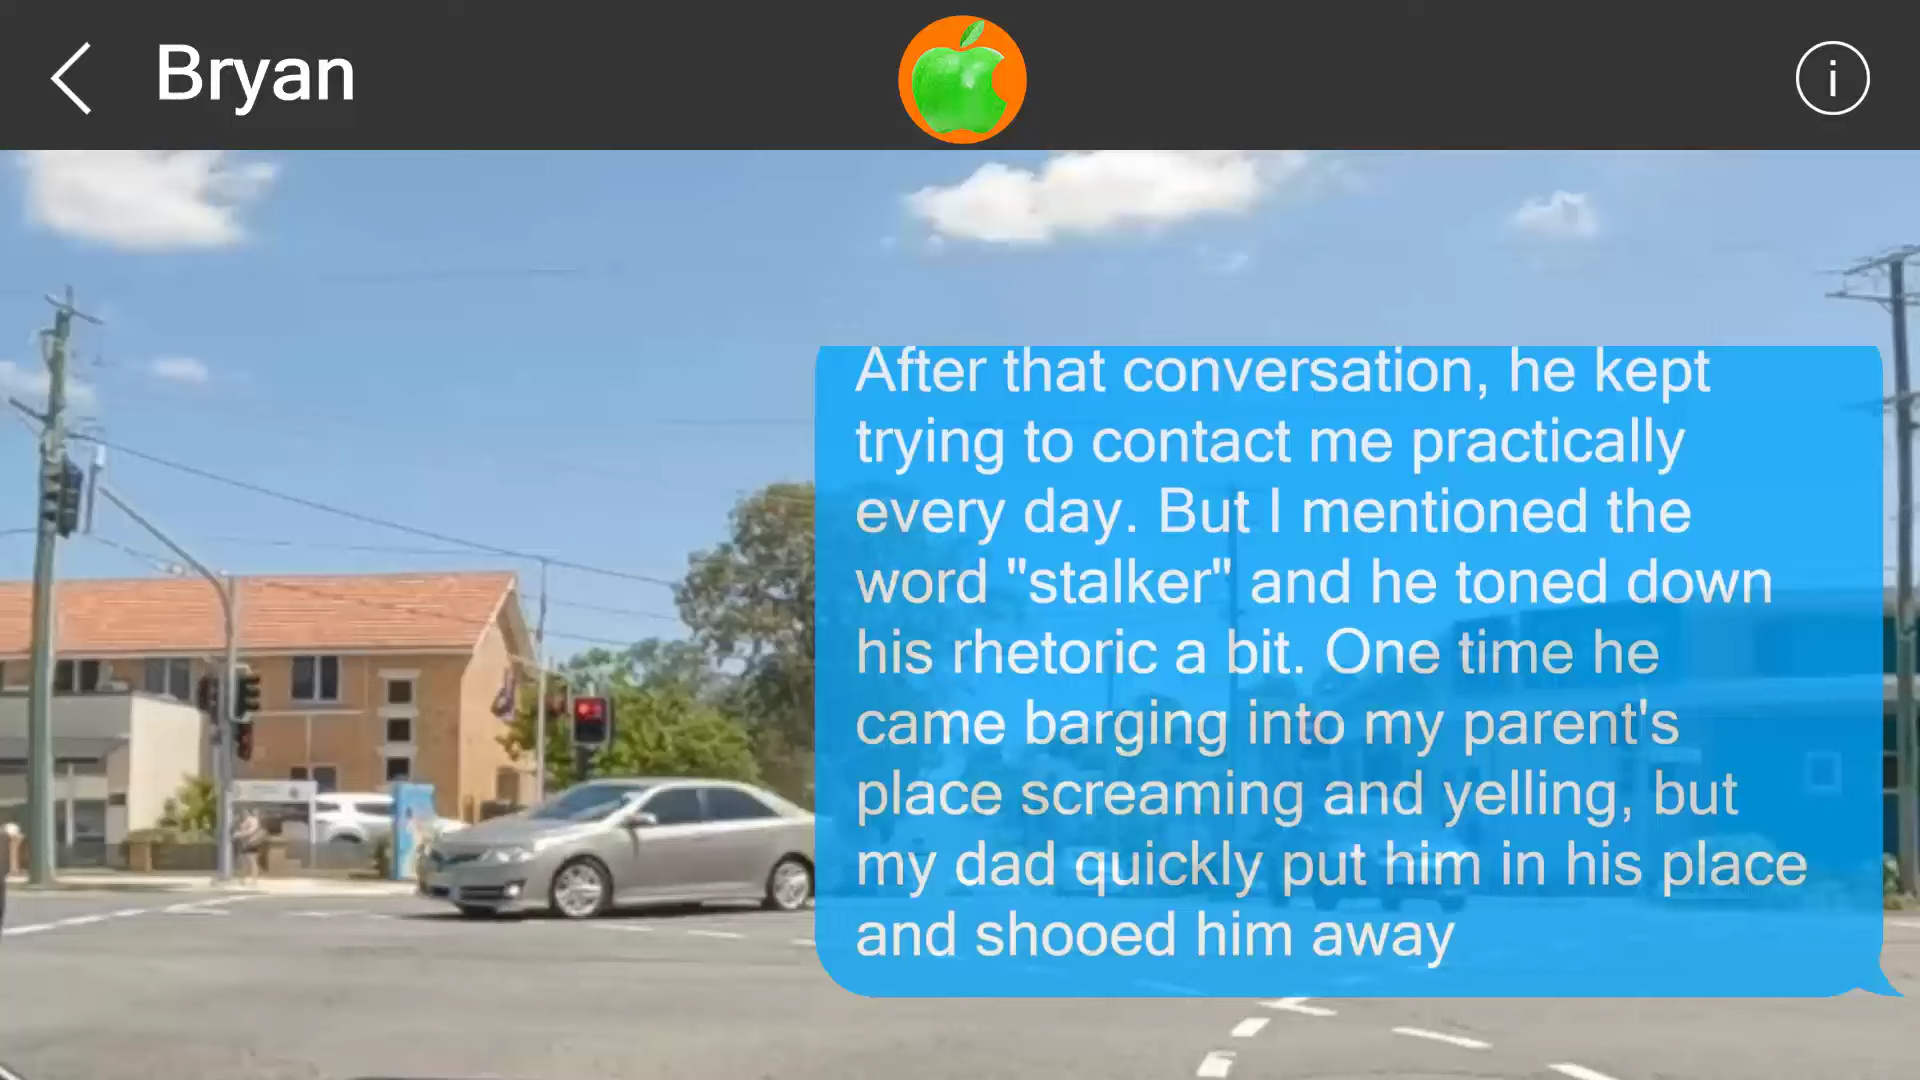 Bryan
i
After that conversation, he kept
trying to contact me practically
every day. But I mentioned the
word "stalker" and he toned down
his rhetoric a bit. One time he
came barging into my parent's
place screaming and yelling, but
my dad quickly put him in his place
and shooed him away